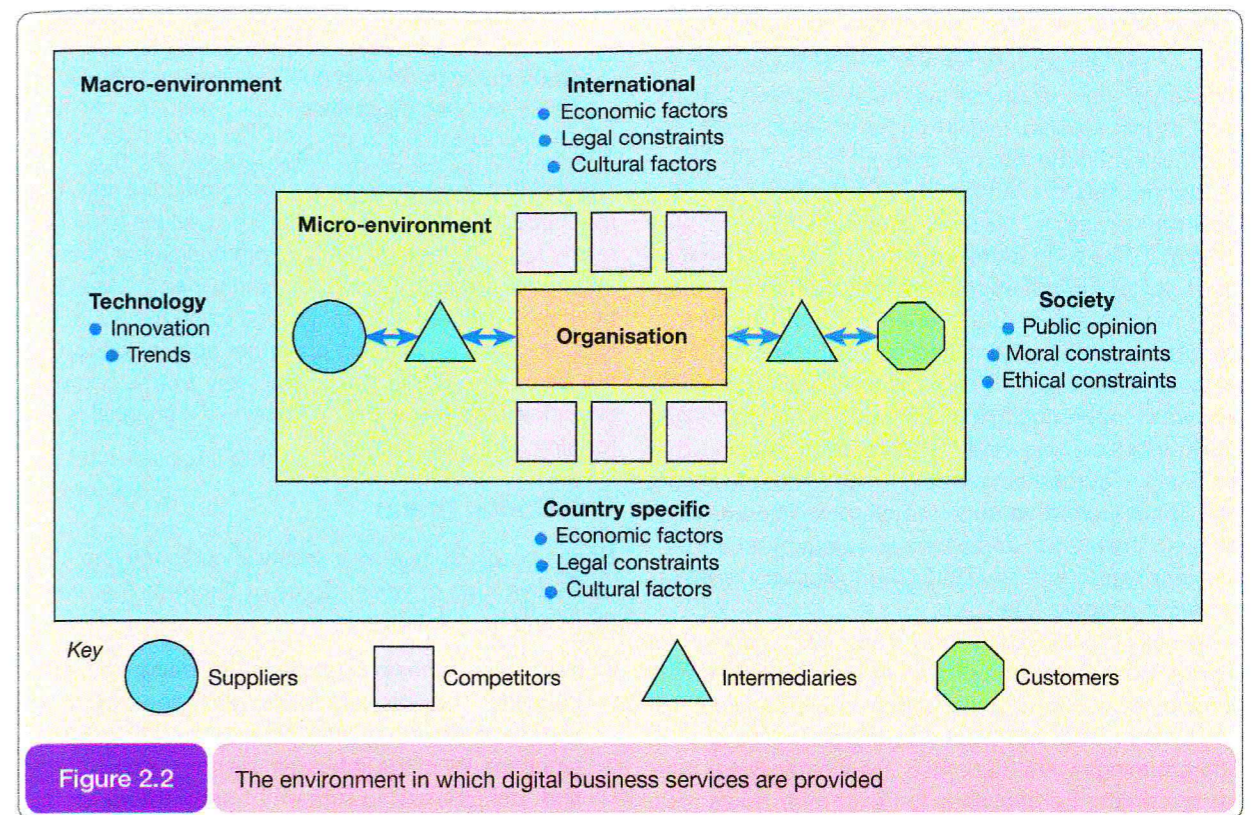 Macro-environment
International
Economic factors
Legal constraints
Cultural factors
Micro-environment
Technology
Innovation
Trends
Organisation
Society
Public opinion
Moral constraints
Ethical constraints
Country specific
Economic factors
Legal constraints
Cultural factors
Key
Suppliers
Competitors
Intermediaries
Customers
Figure 2.2
The environment in which digital business services are provided